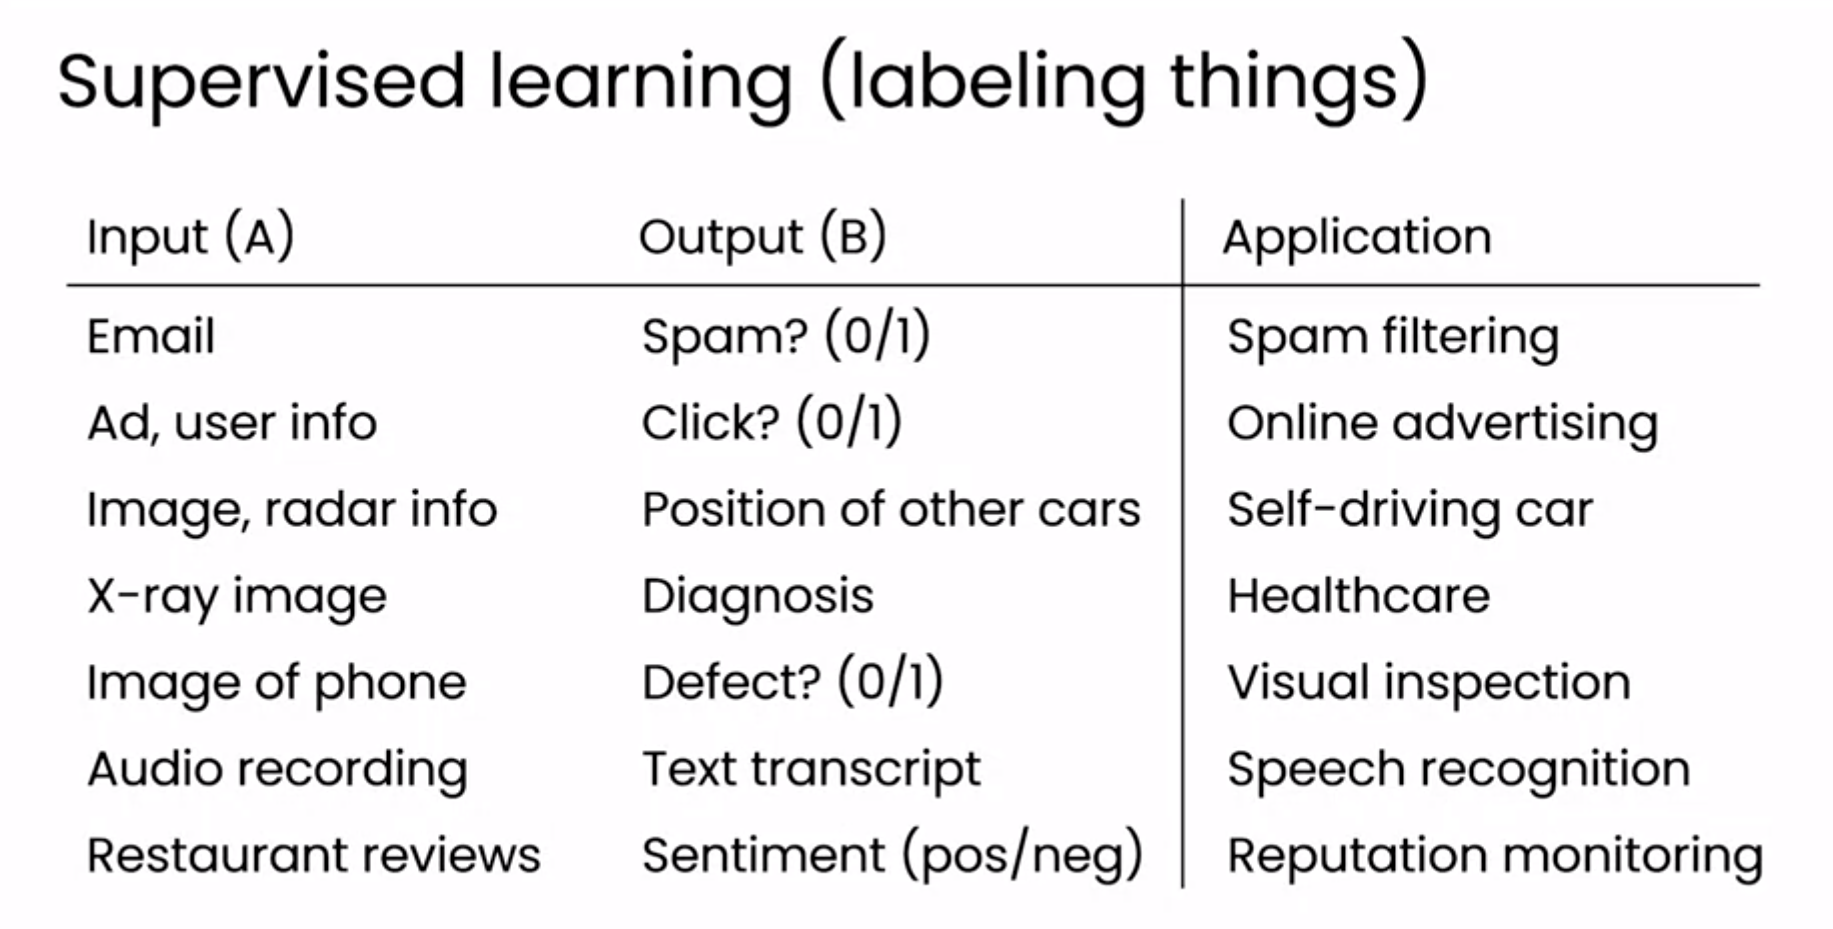 Supervised learning (labeling things)
Input (A) Output (B) Application
Email Spam? (0/1) Spam filtering
Ad, user info Click? (0/1) Online advertising
Image, radar info Position of other cars Self-driving car
X-ray image Diagnosis Healthcare
Image of phone Defect? (0/1) Visual inspection
Audio recording Text transcript Speech recognition
Restaurant reviews Sentiment (pos/neg) Reputation monitoring